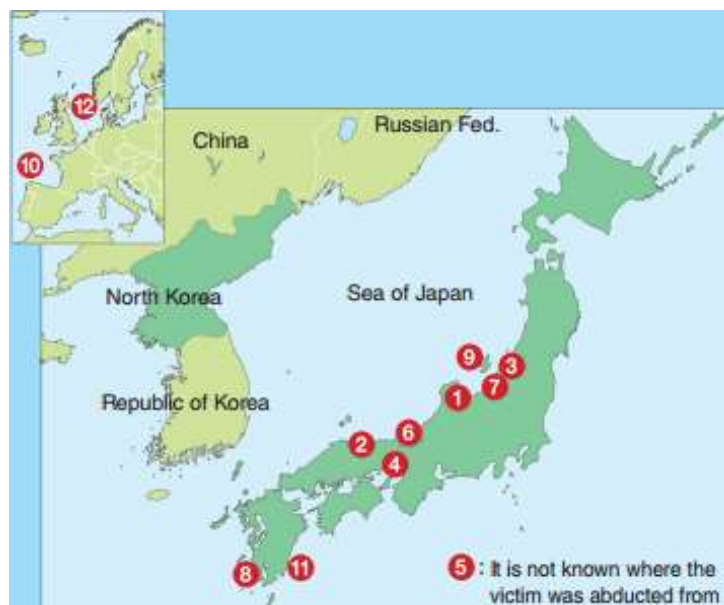 12
10
China
Russian Fed.
North Korea
Sea of Japan
Republic of Korea
9
3
7
1
6
2
4
8
11
5 : It is not known where the
victim was abducted from